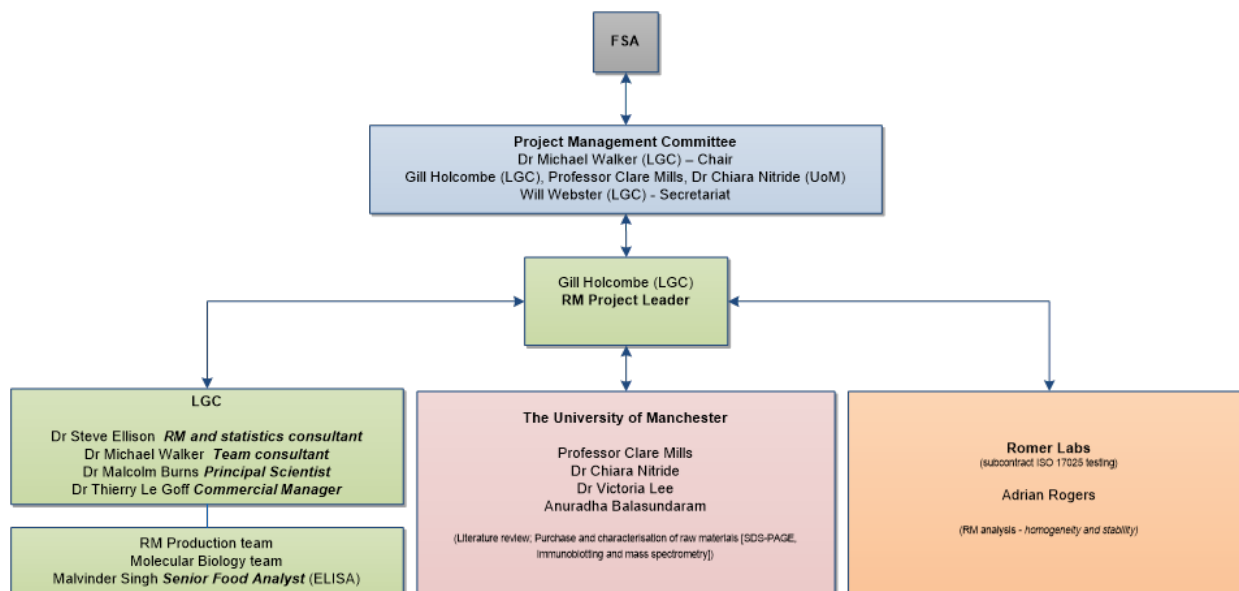 FSA
Project Management Committee
Dr Michael Walker (LGC) – Chair
Gill Holcombe (LGC), Professor Clare Mills, Dr Chiara Nitride (UoM)
Will Webster (LGC) - Secretariat
Gill Holcombe (LGC)
RM Project Leader
LGC
Dr Steve Ellison RM and statistics consultant
Dr Michael Walker Team consultant
Dr Malcolm Burns Principal Scientist
Dr Thierry Le Goff Commercial Manager
RM Production team
Molecular Biology team
Malvinder Singh Senior Food Analyst (ELISA)
The University of Manchester
Professor Clare Mills
Dr Chiara Nitride
Dr Victoria Lee
Anuradha Balasundaram
(Literature review; Purchase and characterisation of raw materials [SDS-PAGE,
Immunoblotting and mass spectrometry])
Romer Labs
(subcontract ISO 17025 testing)
Adrian Rogers
(RM analysis - homogeneity and stability)